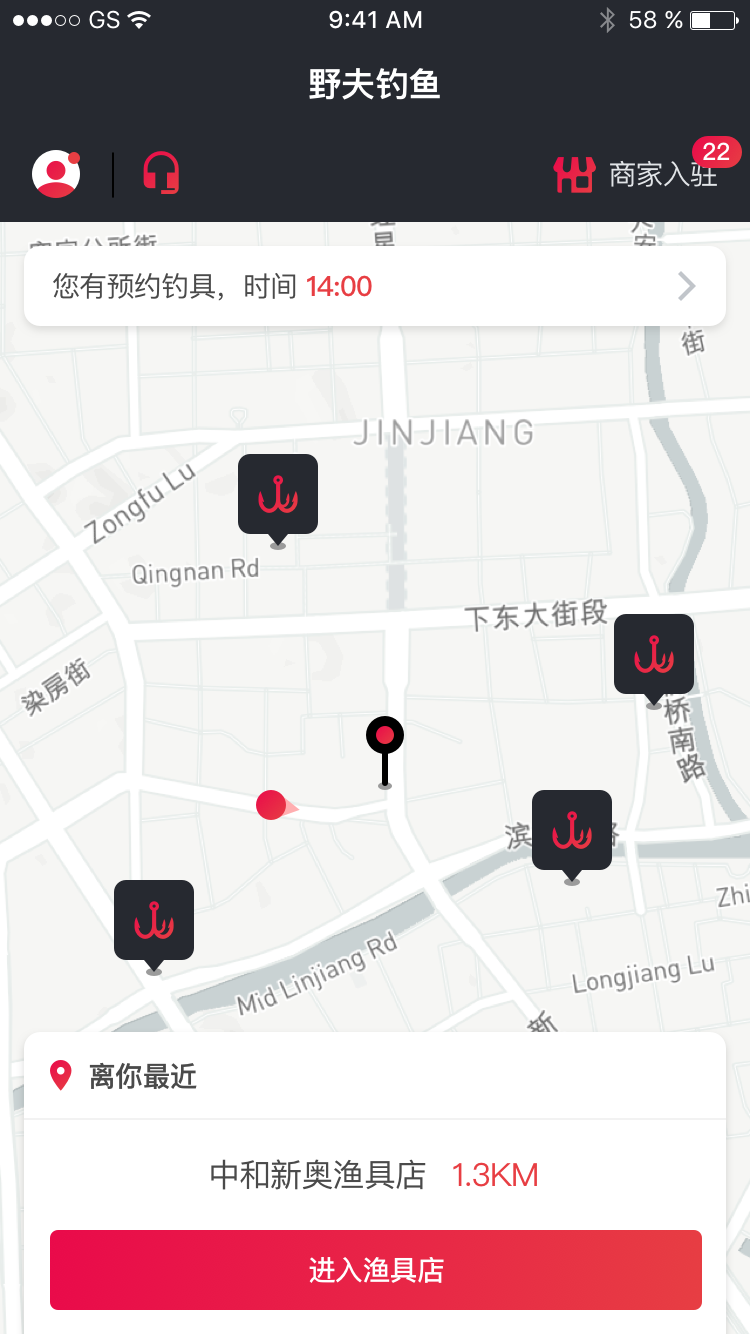 GS
9:41 AM
58 %
野夫钓鱼
22
商家入驻
您有预约钓具，时间 14:00
街
JINJIANG
Zongfu Lu
Qingnan Rd
下东大街段
染房街
桥南路
滨
Zhi
Mid Linjiang Rd
Longjiang Lu
新
离你最近
中和新奥渔具店 1.3KM
进入渔具店